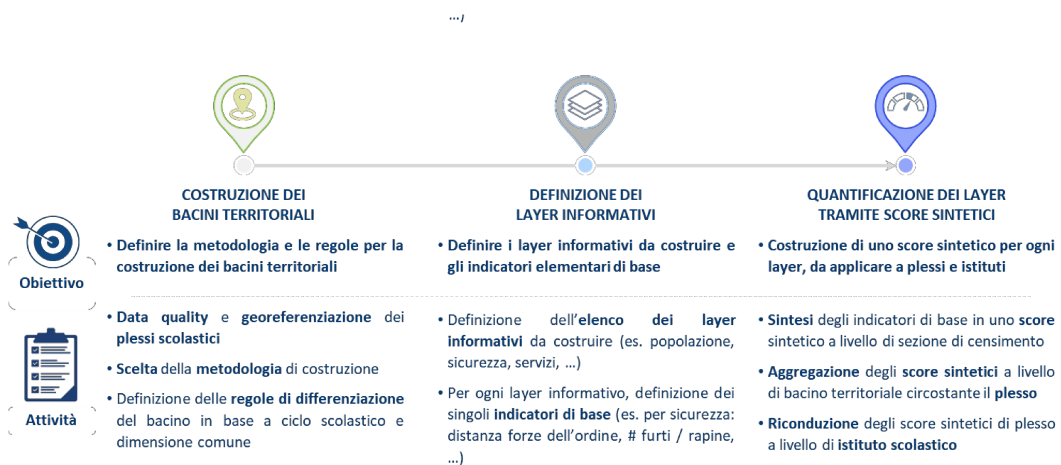 …)
COSTRUZIONE DEI
BACINI TERRITORIALI
DEFINIZIONE DEI
LAYER INFORMATIVI
QUANTIFICAZIONE DEI LAYER
TRAMITE SCORE SINTETICI
Obiettivo
• Definire la metodologia e le regole per la
costruzione dei bacini territoriali
• Definire i layer informativi da costruire e
gli indicatori elementari di base
• Costruzione di uno score sintetico per ogni
layer, da applicare a plessi e istituti
Attività
• Data quality e georeferenziazione dei
plessi scolastici
• Scelta della metodologia di costruzione
• Definizione delle regole di differenziazione
del bacino in base a ciclo scolastico e
dimensione comune
• Definizione dell'elenco dei layer
informativi da costruire (es. popolazione,
sicurezza, servizi, …)
• Per ogni layer informativo, definizione dei
singoli indicatori di base (es. per sicurezza:
distanza forze dell'ordine, # furti / rapine,
…)
• Sintesi degli indicatori di base in uno score
sintetico a livello di sezione di censimento
• Aggregazione degli score sintetici a livello
di bacino territoriale circostante il plesso
• Riconduzione degli score sintetici di plesso
a livello di istituto scolastico